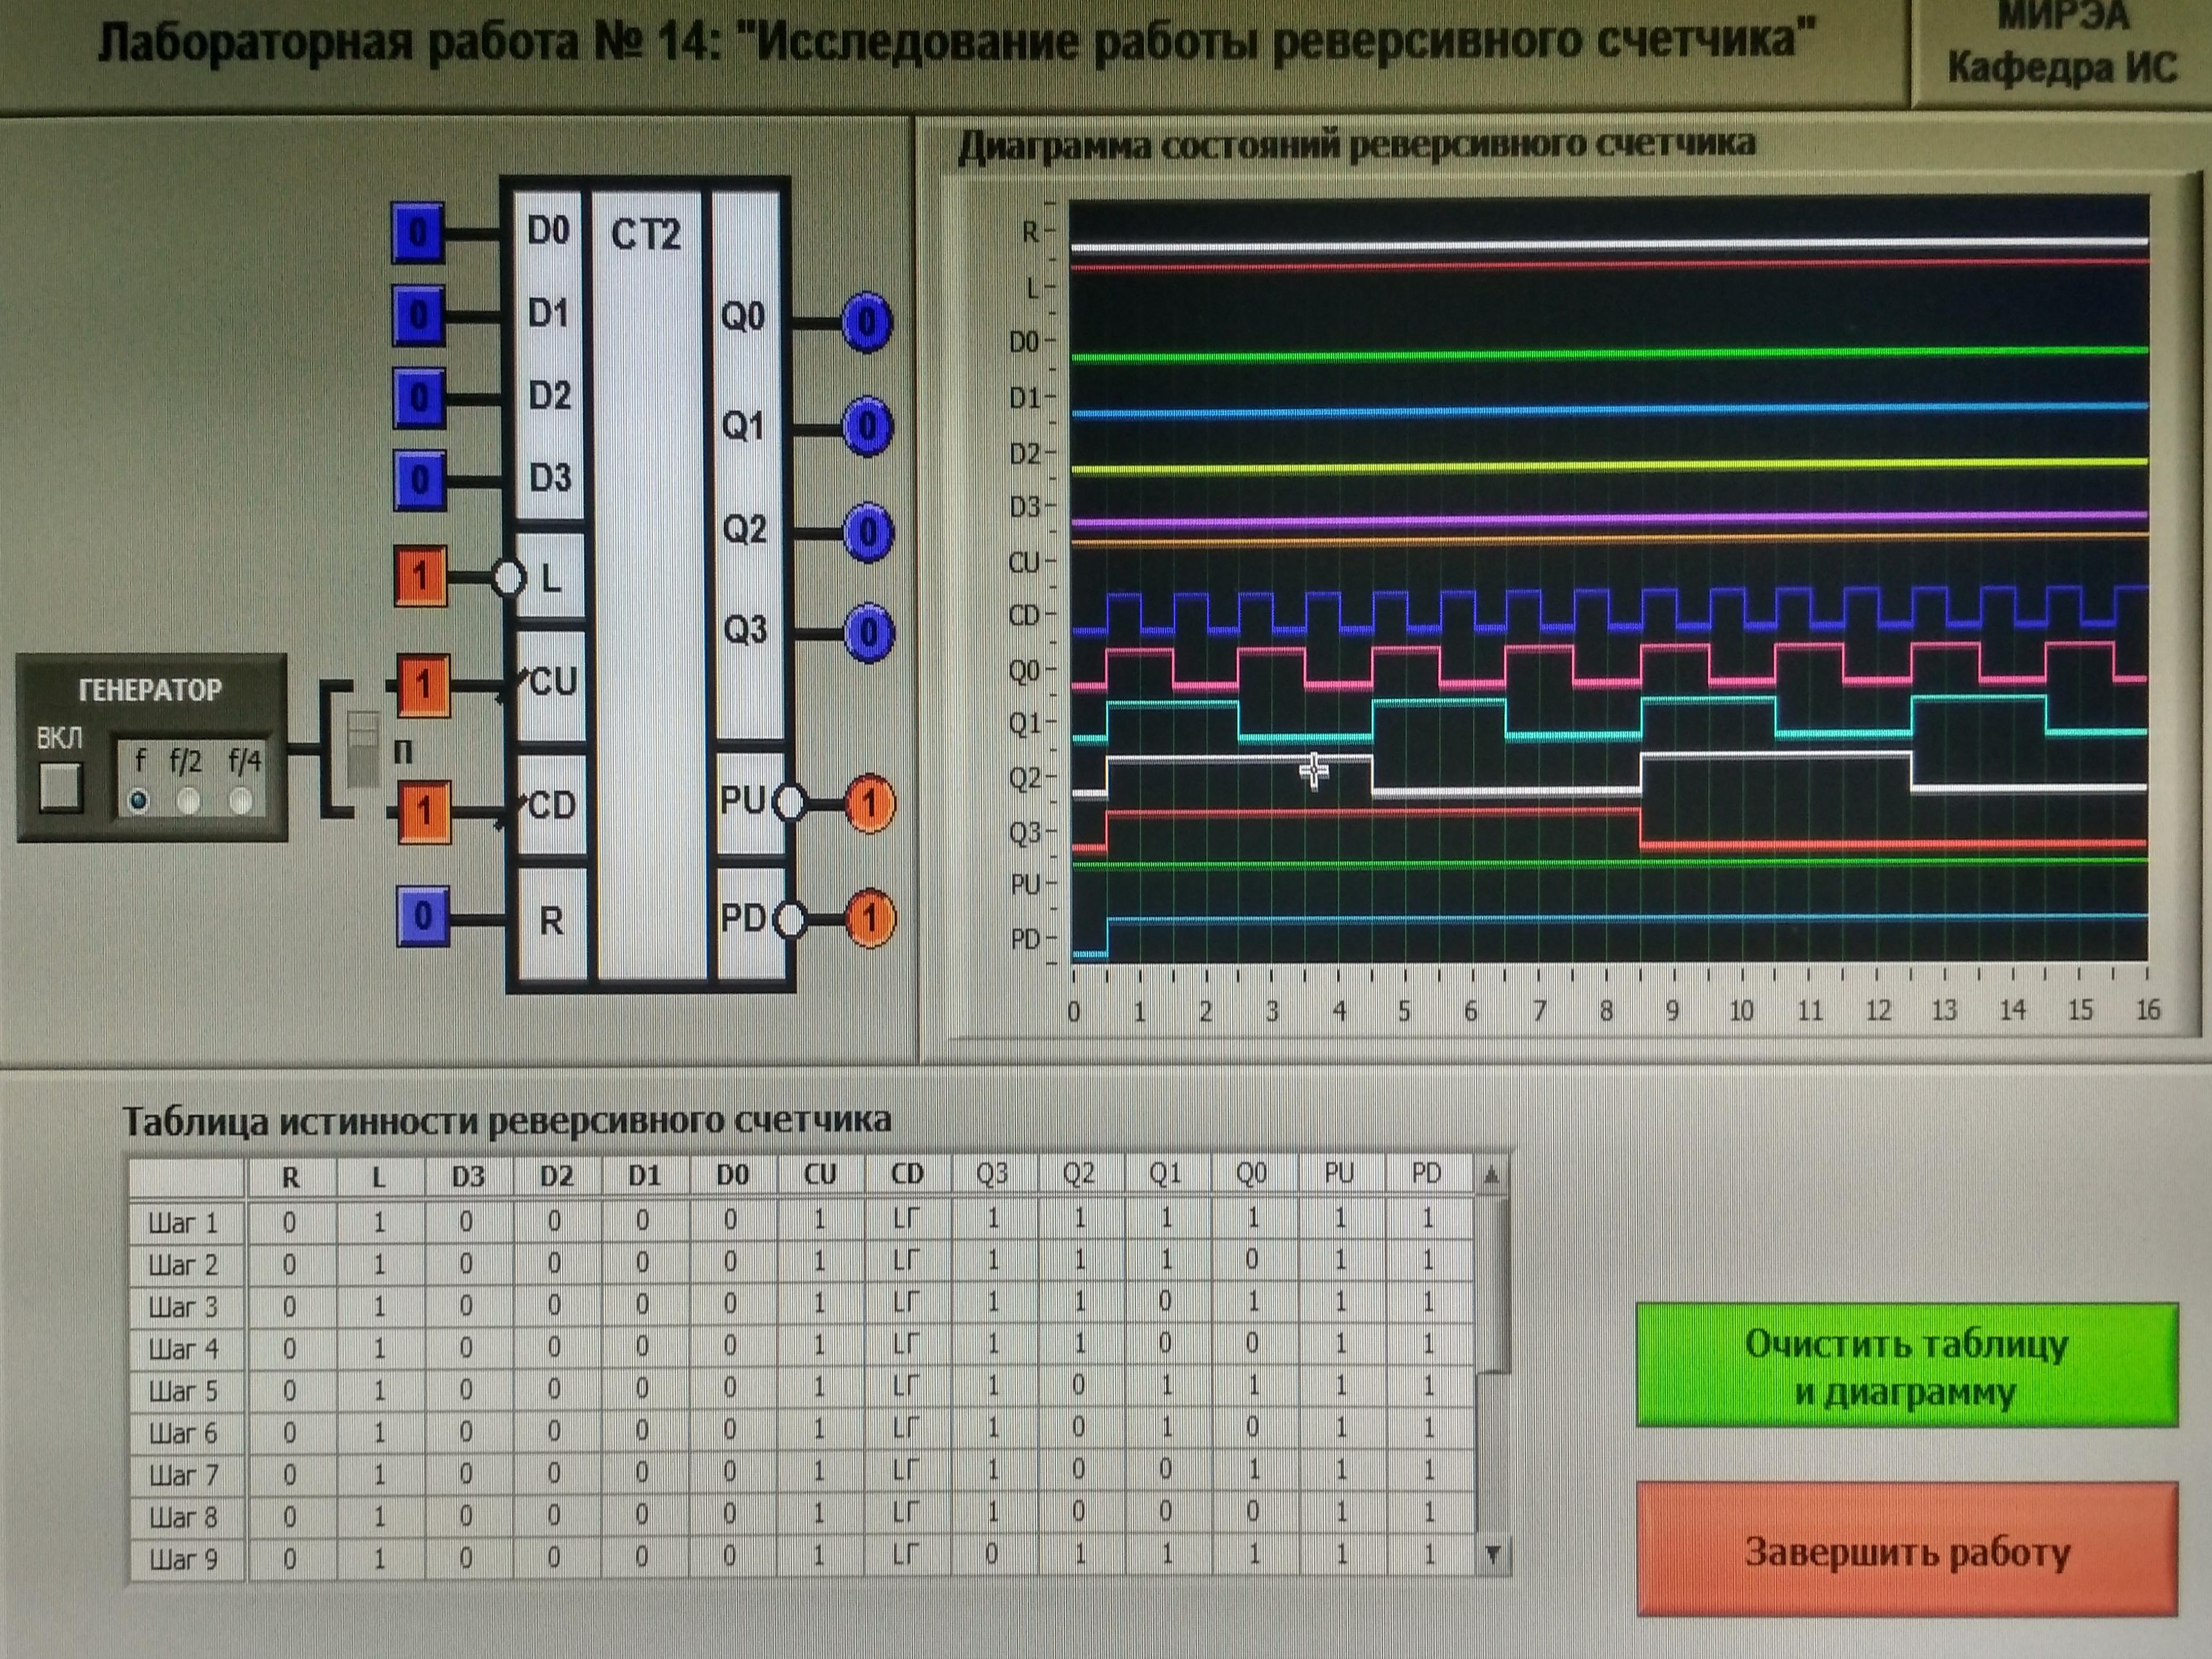 Лабораторная работа № 14: "Исследование работы реверсивного счетчика"
МИРЭА
Кафедра ИС
0 D0 CT2
0 D1 Q0 0
0 D2 Q1 0
0 D3 Q2 0
1 L Q3 0
1 CU
1 CD PU 1
0 R PD 1
ГЕНЕРАТОР
ВКЛ
f f/2 f/4
П
Диаграмма состояний реверсивного счетчика
R
L
D0
D1
D2
D3
CU
CD
Q0
Q1
Q2
Q3
PU
PD
0 1 2 3 4 5 6 7 8 9 10 11 12 13 14 15 16
Таблица истинности реверсивного счетчика
R L D3 D2 D1 D0 CU CD Q3 Q2 Q1 Q0 PU PD
Шаг 1 0 1 0 0 0 0 1 LГ 1 1 1 1 1 1
Шаг 2 0 1 0 0 0 0 1 LГ 1 1 1 0 1 1
Шаг 3 0 1 0 0 0 0 1 LГ 1 1 0 1 1 1
Шаг 4 0 1 0 0 0 0 1 LГ 1 1 0 0 1 1
Шаг 5 0 1 0 0 0 0 1 LГ 1 0 1 1 1 1
Шаг 6 0 1 0 0 0 0 1 LГ 1 0 1 0 1 1
Шаг 7 0 1 0 0 0 0 1 LГ 1 0 0 1 1 1
Шаг 8 0 1 0 0 0 0 1 LГ 1 0 0 0 1 1
Шаг 9 0 1 0 0 0 0 1 LГ 0 1 1 1 1 1
Очистить таблицу
и диаграмму
Завершить работу